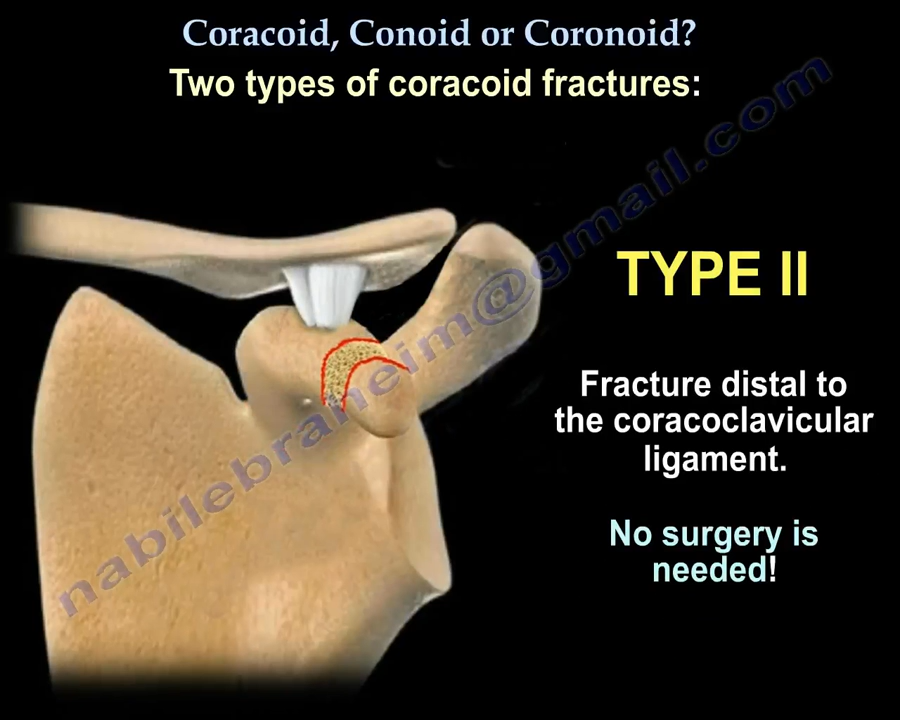 Coracoid, Conoid or Coronoid?
Two types of coracoid fractures:
TYPE II
Fracture distal to
the coracoclavicular
ligament.
No surgery is
needed!
nabilebraheim@gmail.com